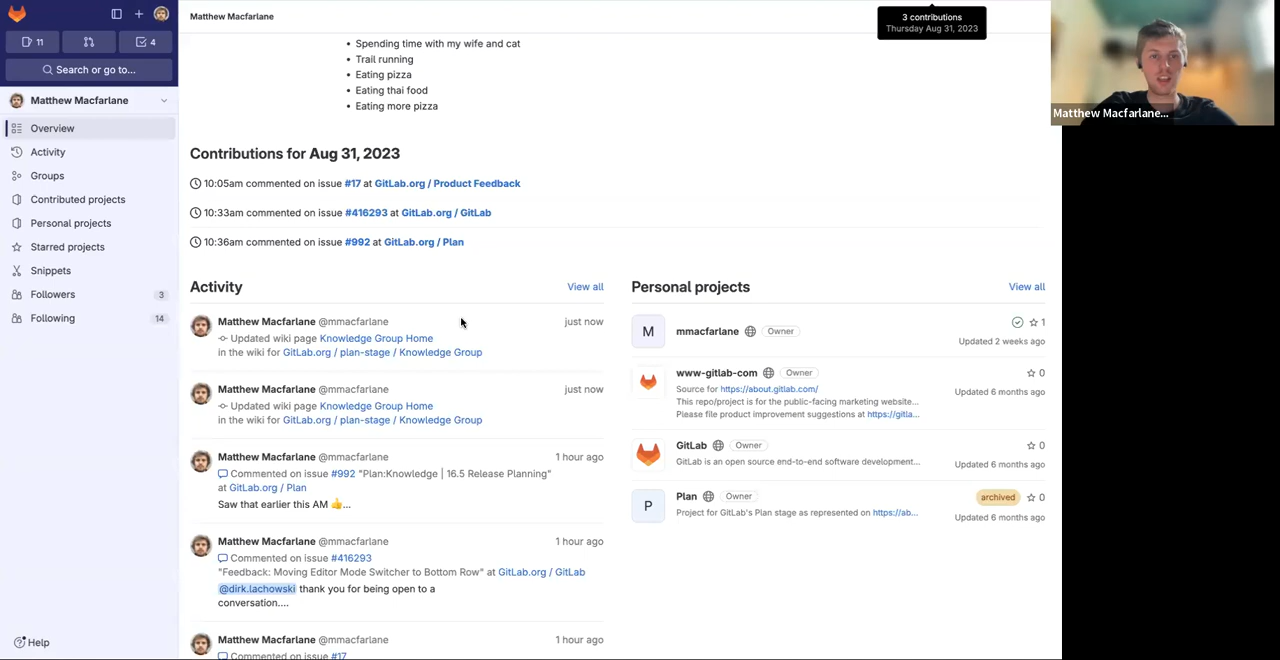 Matthew Macfarlane
3 contributions
Thursday Aug 31, 2023
11
4
Search or go to...
Matthew Macfarlane
Overview
Activity
Groups
Contributed projects
Personal projects
Starred projects
Snippets
Followers 3
Following 14
Help
• Spending time with my wife and cat
• Trail running
• Eating pizza
• Eating thai food
• Eating more pizza
Contributions for Aug 31, 2023
10:05am commented on issue #17 at GitLab.org / Product Feedback
10:33am commented on issue #416293 at GitLab.org / GitLab
10:36am commented on issue #992 at GitLab.org / Plan
Activity View all
Matthew Macfarlane @mmacfarlane just now
Updated wiki page Knowledge Group Home
in the wiki for GitLab.org / plan-stage / Knowledge Group
Matthew Macfarlane @mmacfarlane just now
Updated wiki page Knowledge Group Home
in the wiki for GitLab.org / plan-stage / Knowledge Group
Matthew Macfarlane @mmacfarlane 1 hour ago
Commented on issue #992 "Plan:Knowledge | 16.5 Release Planning"
at GitLab.org / Plan
Saw that earlier this AM 👍...
Matthew Macfarlane @mmacfarlane 1 hour ago
Commented on issue #416293
"Feedback: Moving Editor Mode Switcher to Bottom Row" at GitLab.org / GitLab
@dirk.lachowski thank you for being open to a
conversation....
Matthew Macfarlane @mmacfarlane 1 hour ago
Commented on issue #17
Personal projects View all
M
mmacfarlane Owner 1
Updated 2 weeks ago
www-gitlab-com Owner 0
Source for https://about.gitlab.com/
This repo/project is for the public-facing marketing website...
Please file product improvement suggestions at https://gitla...
Updated 6 months ago
GitLab Owner 0
GitLab is an open source end-to-end software development...
Updated 6 months ago
P
Plan Owner archived 0
Project for GitLab's Plan stage as represented on https://ab...
Updated 6 months ago
Matthew Macfarlane...